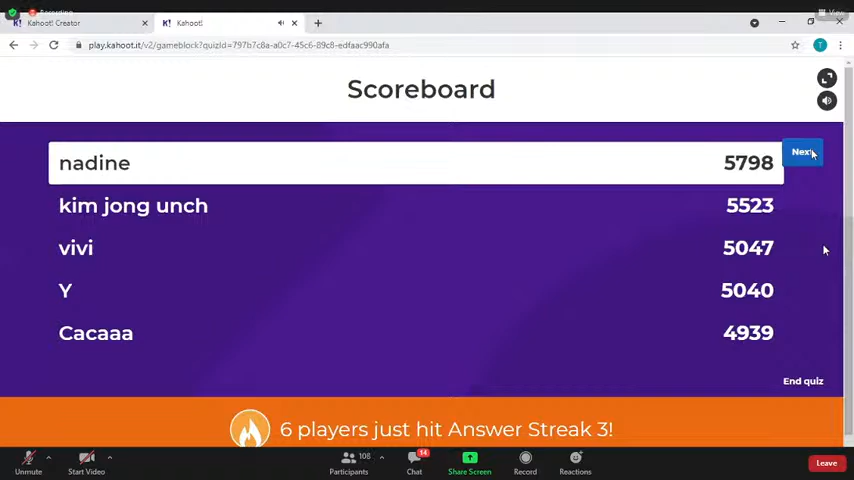 Recording
View
K! Kahoot! Creator
K! Kahoot!
play.kahoot.it/v2/gameblock?quizId=797b7c8a-a0c7-45c6-89c8-edfaac990afa
T
Scoreboard
nadine 5798
Next
kim jong unch 5523
vivi 5047
Y 5040
Cacaaa 4939
End quiz
6 players just hit Answer Streak 3!
108
14
Unmute
Start Video
Participants
Chat
Share Screen
Record
Reactions
Leave